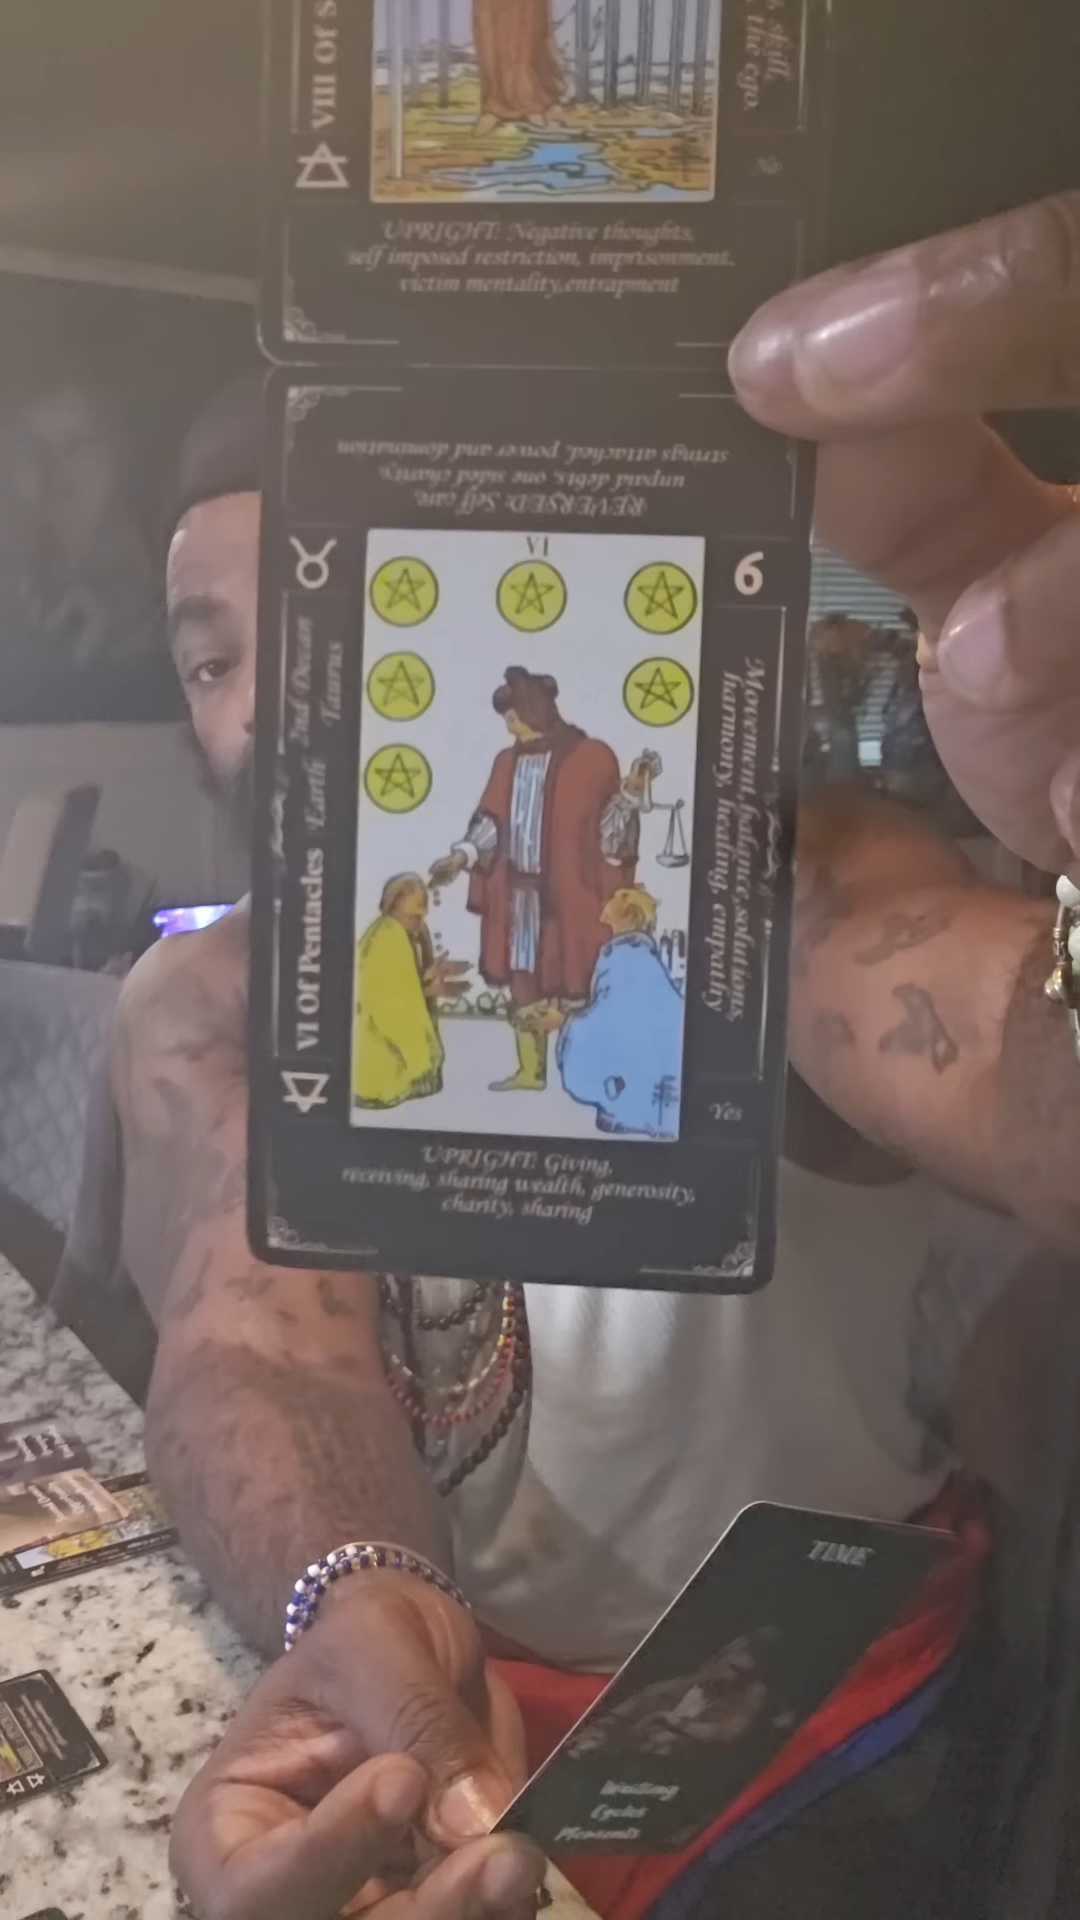 VIII Of S
skill,
the ego.
No
UPRIGHT: Negative thoughts,
self imposed restriction, imprisonment,
victim mentality, entrapment
REVERSED: Self care,
unpaid debts, one sided charity,
strings attached, power and domination
VI
6
VI Of Pentacles Earth 2nd Decan
Taurus
Movement, balance, solutions,
harmony, healing, empathy
Yes
UPRIGHT: Giving,
receiving, sharing wealth, generosity,
charity, sharing
TIME
Waiting
Cycles
Moments